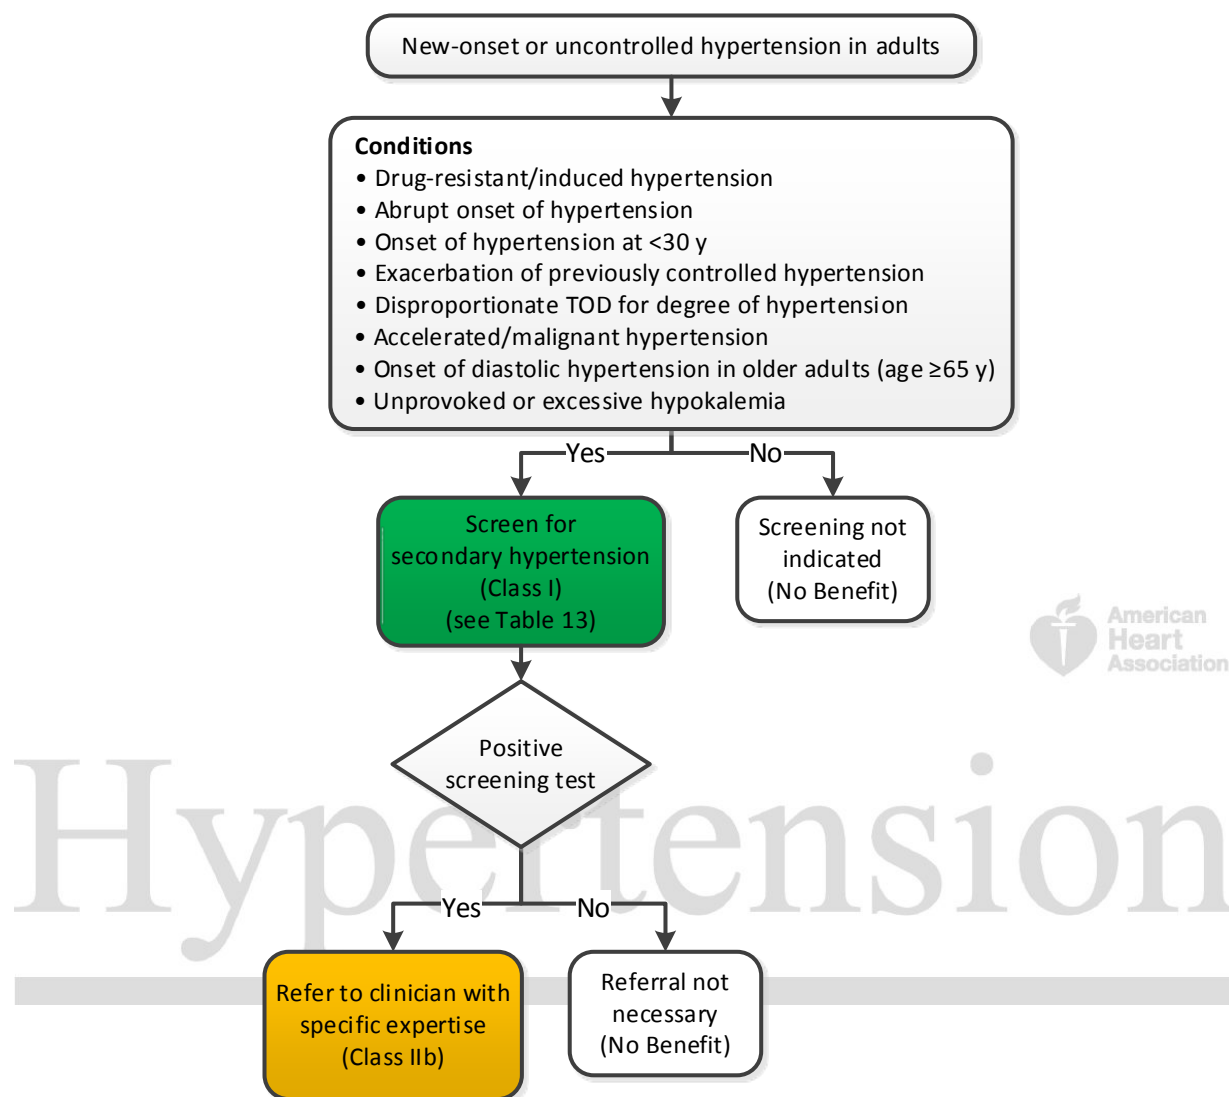 New-onset or uncontrolled hypertension in adults
Conditions
• Drug-resistant/induced hypertension
• Abrupt onset of hypertension
• Onset of hypertension at <30 y
• Exacerbation of previously controlled hypertension
• Disproportionate TOD for degree of hypertension
• Accelerated/malignant hypertension
• Onset of diastolic hypertension in older adults (age ≥65 y)
• Unprovoked or excessive hypokalemia
Yes
No
Screen for
secondary hypertension
(Class I)
(see Table 13)
Screening not
indicated
(No Benefit)
American
Heart
Association
Positive
screening test
Hypertension
Yes
No
Refer to clinician with
specific expertise
(Class IIb)
Referral not
necessary
(No Benefit)